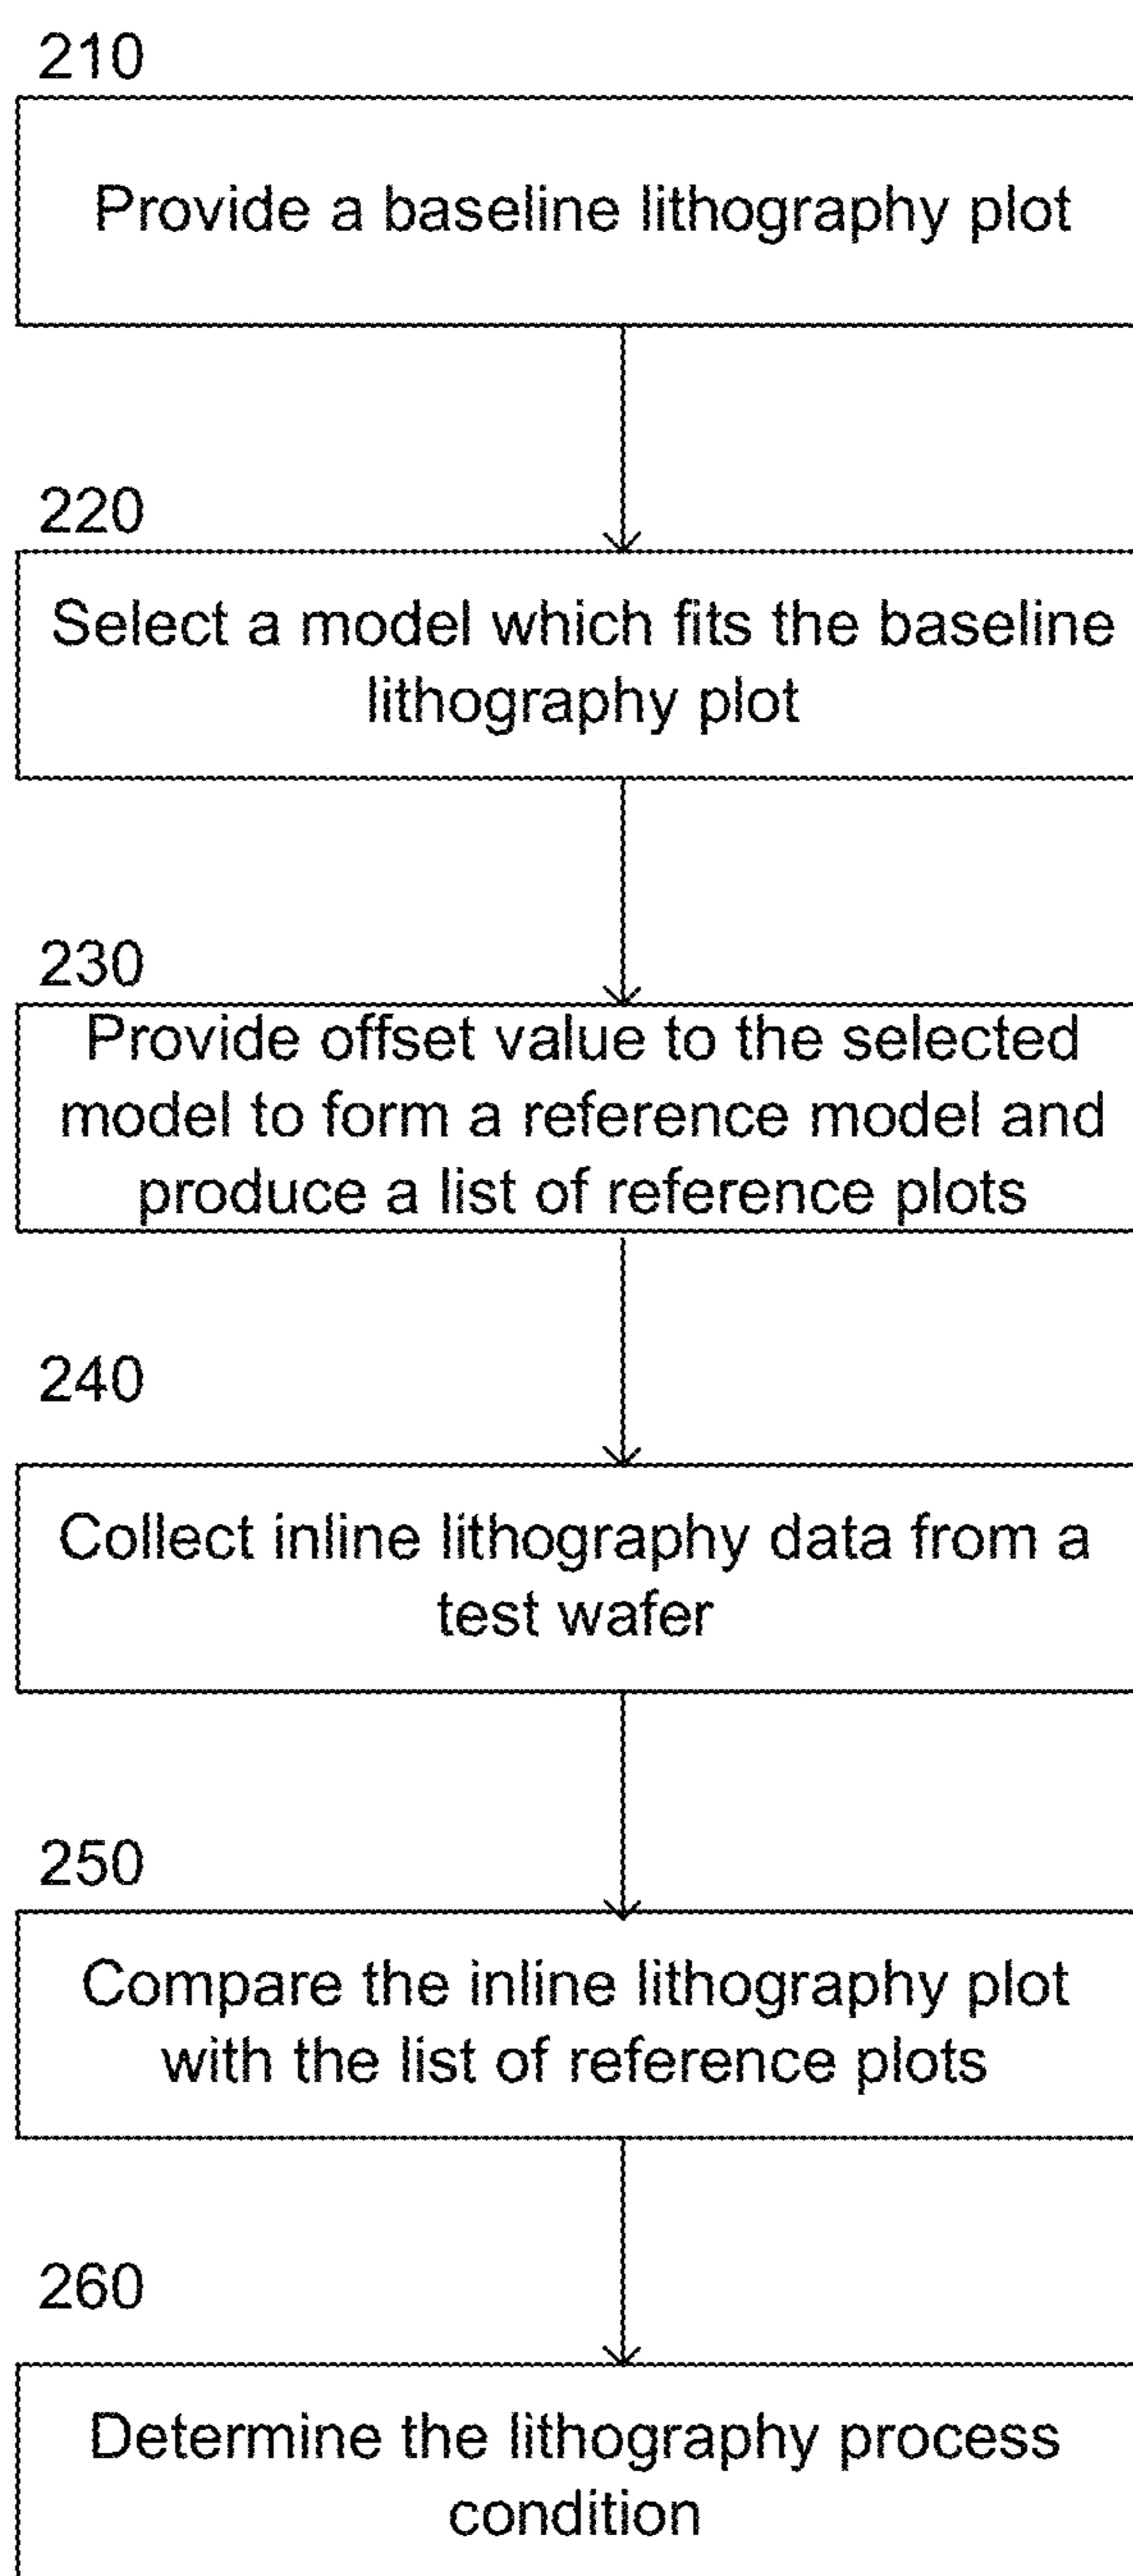 210
Provide a baseline lithography plot
220
Select a model which fits the baseline
lithography plot
230
Provide offset value to the selected
model to form a reference model and
produce a list of reference plots
240
Collect inline lithography data from a
test wafer
250
Compare the inline lithography plot
with the list of reference plots
260
Determine the lithography process
condition